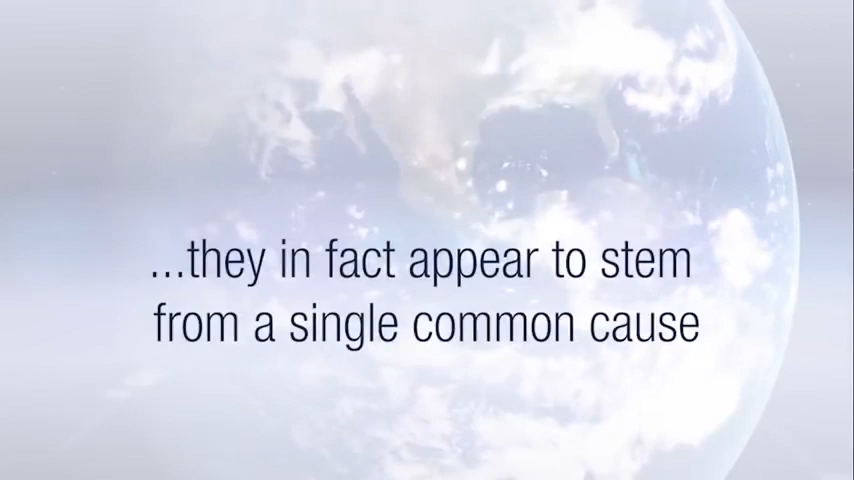 ...they in fact appear to stem
from a single common cause